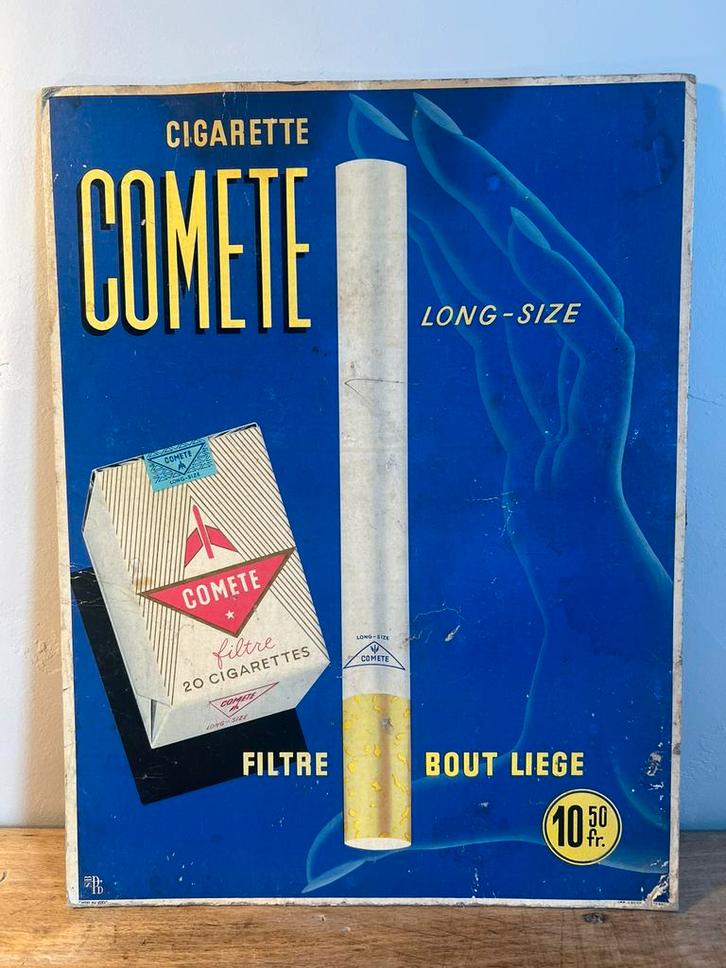 CIGARETTE
COMETE
LONG-SIZE
COMETE
LONG-SIZE
COMETE
filtre
20 CIGARETTES
COMETE
LONG-SIZE
LONG-SIZE
COMETE
FILTRE
BOUT LIEGE
10 50 fr.